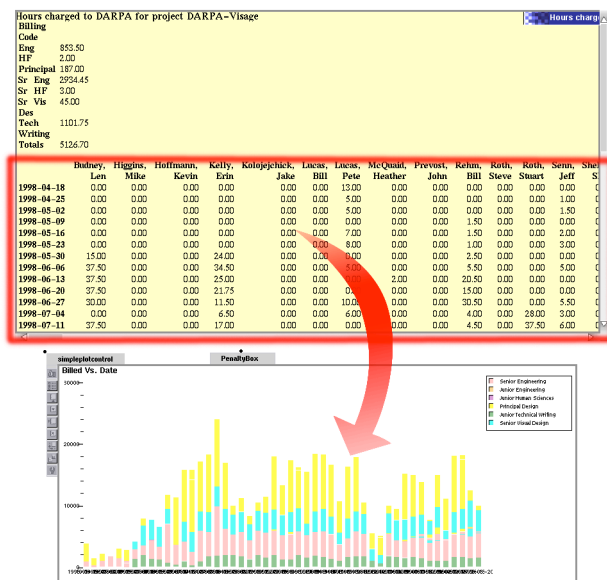 Hours charged to DARPA for project DARPA-Visage
Hours charg
Billing
Code
Eng 853.50
HF 2.00
Principal 187.00
Sr Eng 2934.45
Sr HF 3.00
Sr Vis 45.00
Des
Tech 1101.75
Writing
Totals 5126.70
Budney, Higgins, Hoffmann, Kelly, Kolojejchick, Lucas, Lucas, McQuaid, Prevost, Rehm, Roth, Roth, Senn, She
Len Mike Kevin Erin Jake Bill Pete Heather John Bill Steve Stuart Jeff S
1998-04-18 0.00 0.00 0.00 0.00 0.00 0.00 13.00 0.00 0.00 0.00 0.00 0.00 0.00
1998-04-25 0.00 0.00 0.00 0.00 0.00 0.00 5.00 0.00 0.00 0.00 0.00 0.00 1.00
1998-05-02 0.00 0.00 0.00 0.00 0.00 0.00 5.00 0.00 0.00 0.00 0.00 0.00 1.50
1998-05-09 0.00 0.00 0.00 0.00 0.00 0.00 0.00 0.00 0.00 1.50 0.00 0.00 0.00
1998-05-16 0.00 0.00 0.00 0.00 0.00 0.00 7.00 0.00 0.00 1.50 0.00 0.00 2.00
1998-05-23 0.00 0.00 0.00 0.00 0.00 0.00 8.00 0.00 0.00 1.00 0.00 0.00 3.00
1998-05-30 15.00 0.00 0.00 24.00 0.00 0.00 0.00 0.00 2.50 0.00 0.00 0.00
1998-06-06 37.50 0.00 0.00 34.50 0.00 0.00 5.00 0.00 0.00 5.50 0.00 0.00 5.00
1998-06-13 37.50 0.00 0.00 25.00 0.00 0.00 2.00 0.00 20.50 0.00 0.00 0.00
1998-06-20 37.50 0.00 0.00 21.75 0.00 0.00 0.00 0.00 15.00 0.00 0.00 0.00
1998-06-27 30.00 0.00 0.00 11.50 0.00 0.00 10.00 0.00 0.00 30.50 0.00 0.00 5.50
1998-07-04 0.00 0.00 0.00 6.50 0.00 0.00 6.00 0.00 0.00 4.00 0.00 28.00 3.00
1998-07-11 37.50 0.00 0.00 17.00 0.00 0.00 0.00 0.00 4.50 0.00 37.50 6.00
simpleplotcontrol PenaltyBox
Billed Vs. Date
30000
20000
10000
0
Senior Engineering
Junior Engineering
Junior Human Sciences
Principal Design
Junior Technical Writing
Senior Visual Design